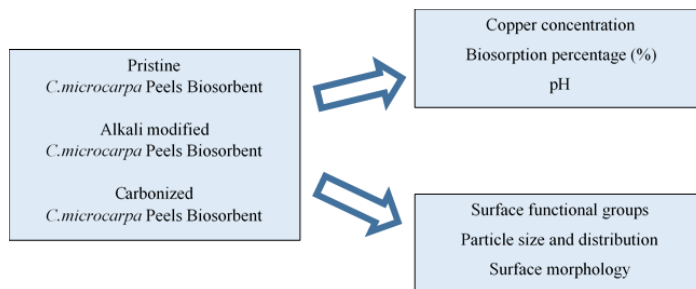 Pristine
C.microcarpa Peels Biosorbent
Alkali modified
C.microcarpa Peels Biosorbent
Carbonized
C.microcarpa Peels Biosorbent
Copper concentration
Biosorption percentage (%)
pH
Surface functional groups
Particle size and distribution
Surface morphology